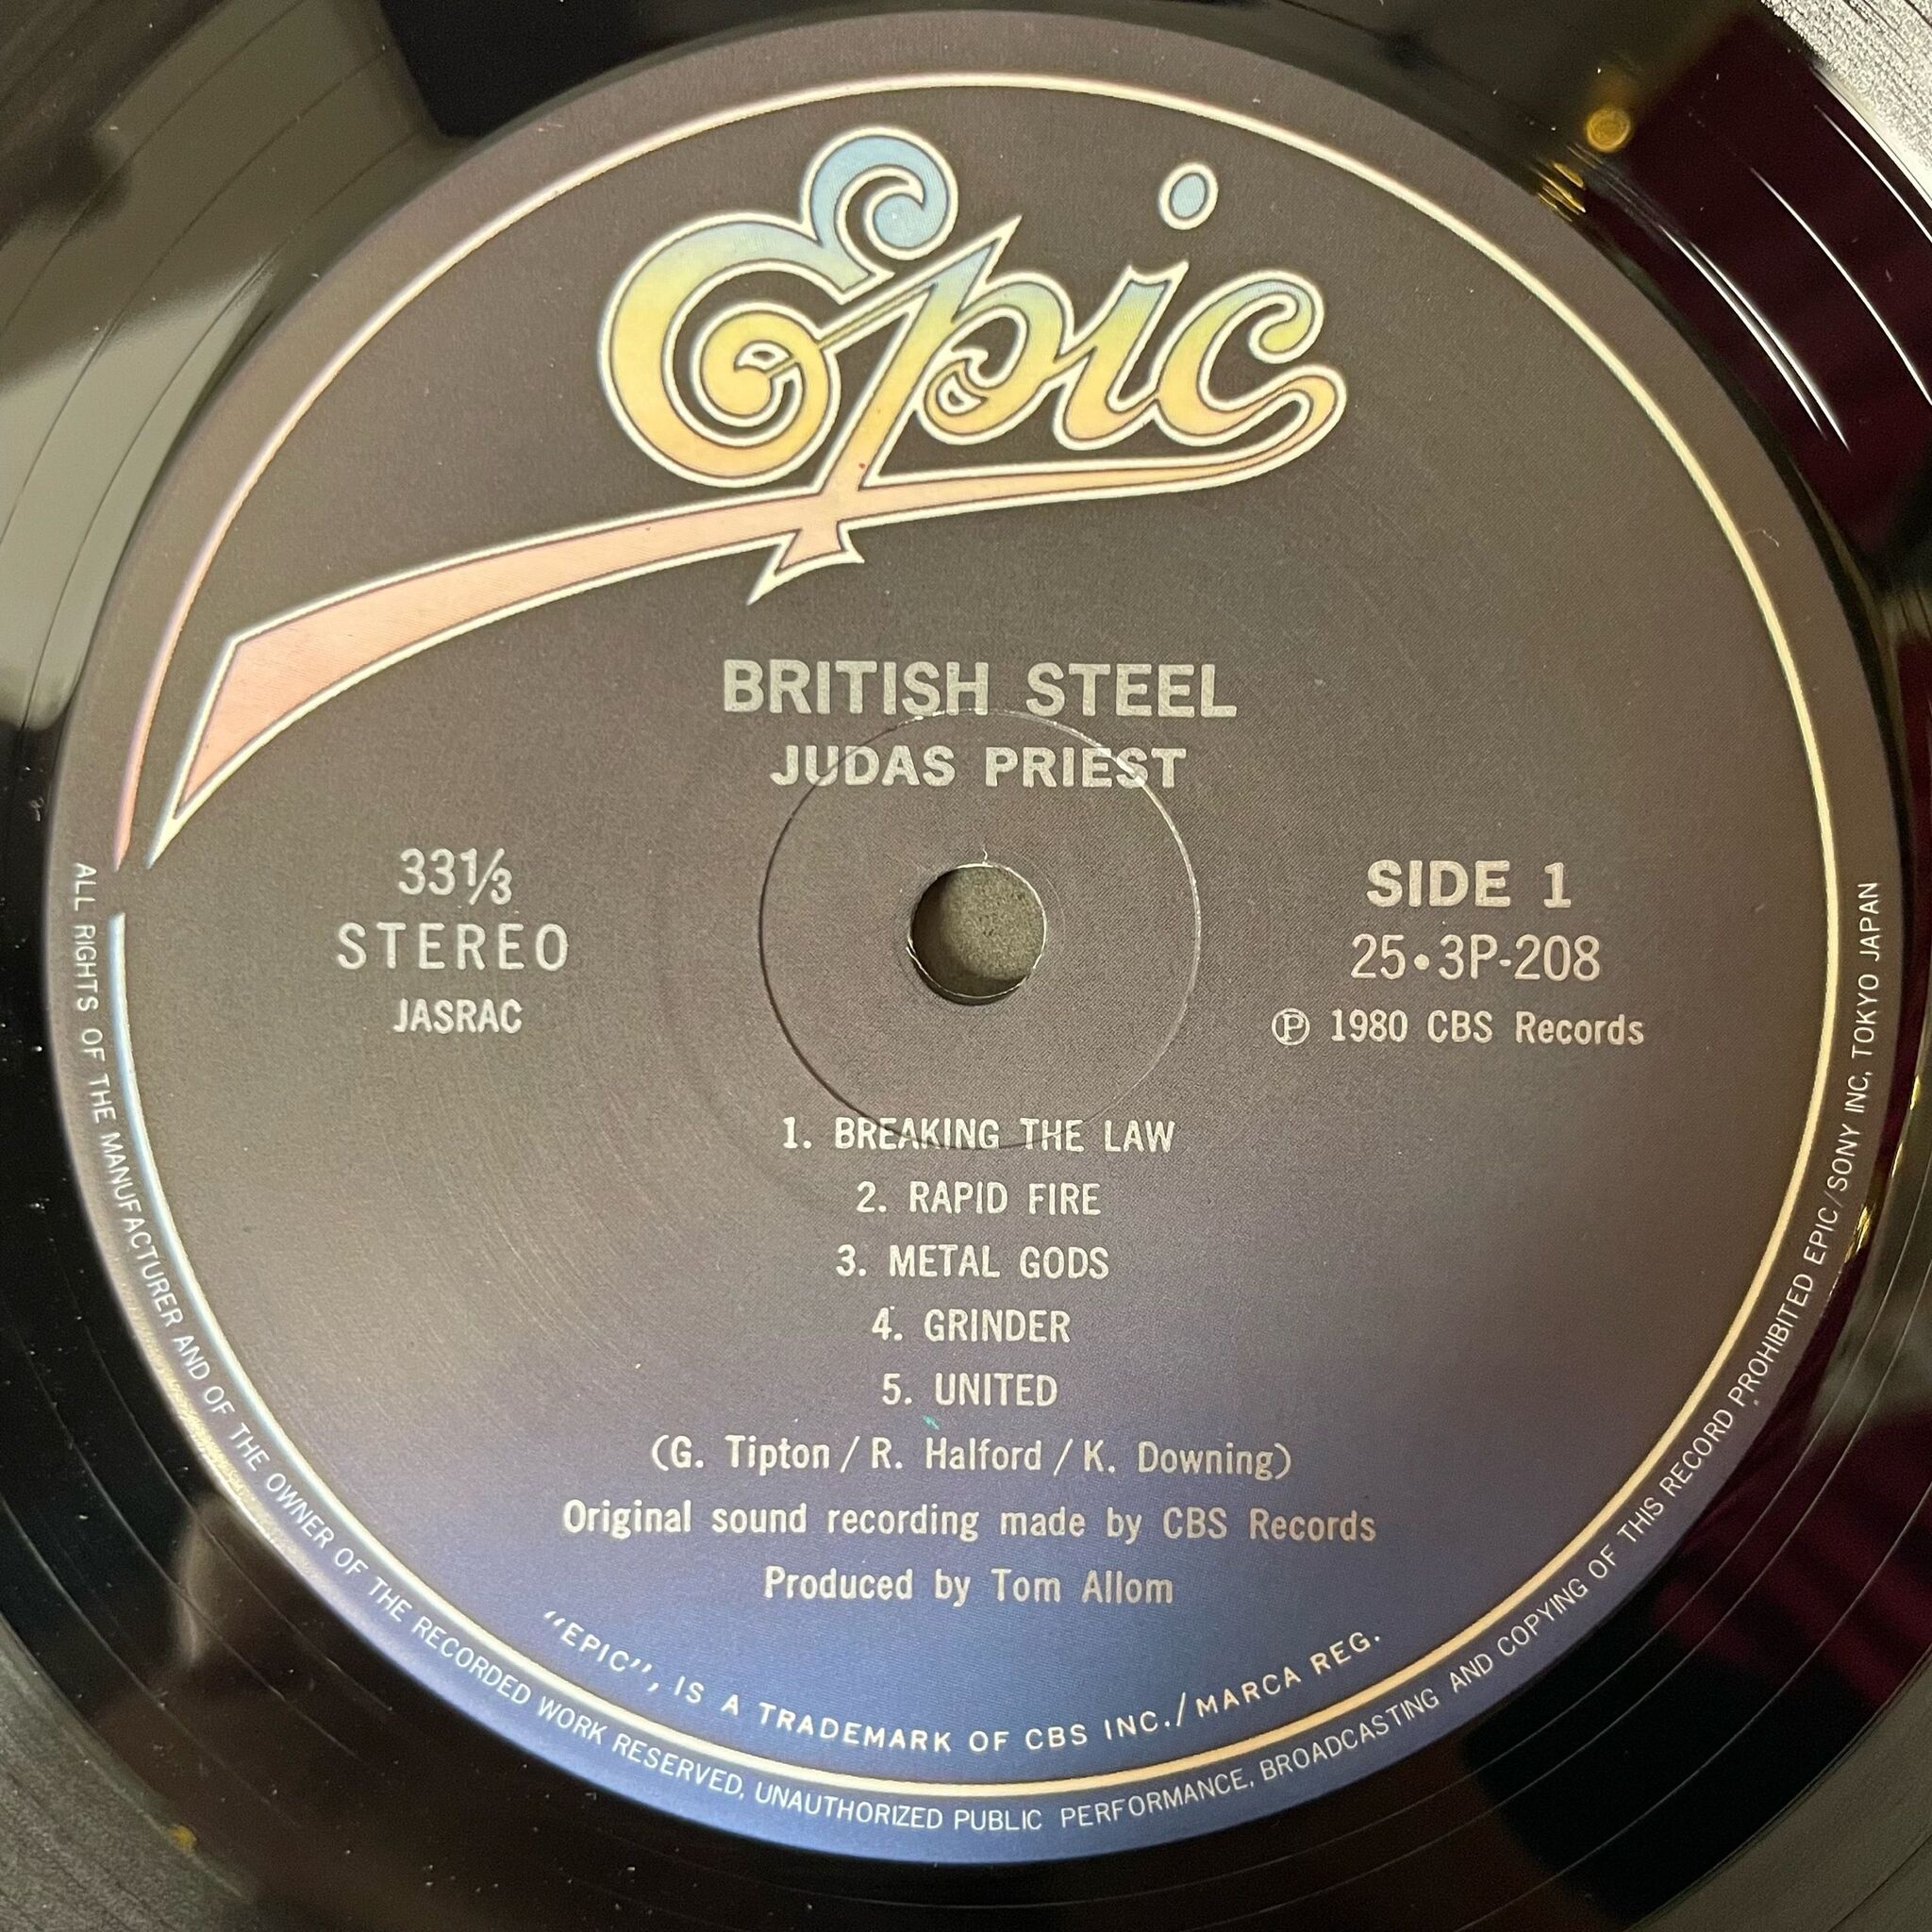 Epic
BRITISH STEEL
JUDAS PRIEST
33⅓
STEREO
JASRAC
SIDE 1
25•3P-208
Ⓟ 1980 CBS Records
1. BREAKING THE LAW
2. RAPID FIRE
3. METAL GODS
4. GRINDER
5. UNITED
(G. Tipton / R. Halford / K. Downing)
Original sound recording made by CBS Records
Produced by Tom Allom
"EPIC", IS A TRADEMARK OF CBS INC./MARCA REG.
ALL RIGHTS OF THE MANUFACTURER AND OF THE OWNER OF THE RECORDED WORK RESERVED. UNAUTHORIZED PUBLIC PERFORMANCE, BROADCASTING AND COPYING OF THIS RECORD PROHIBITED EPIC/SONY INC, TOKYO JAPAN